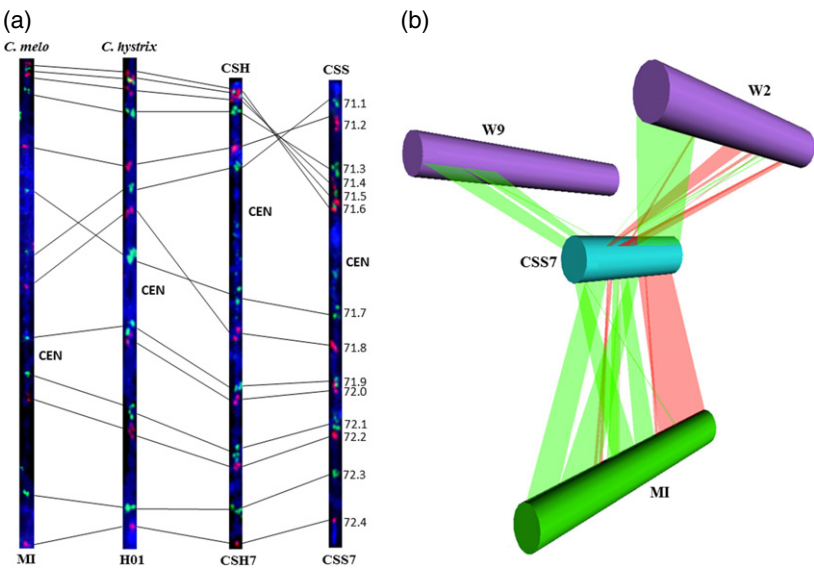 (a)
C. melo
C. hystrix
CSH
CSS
71.1
71.2
71.3
71.4
71.5
71.6
CEN
CEN
CEN
CEN
71.7
71.8
71.9
72.0
72.1
72.2
72.3
72.4
MI
H01
CSH7
CSS7
(b)
W2
W9
CSS7
MI